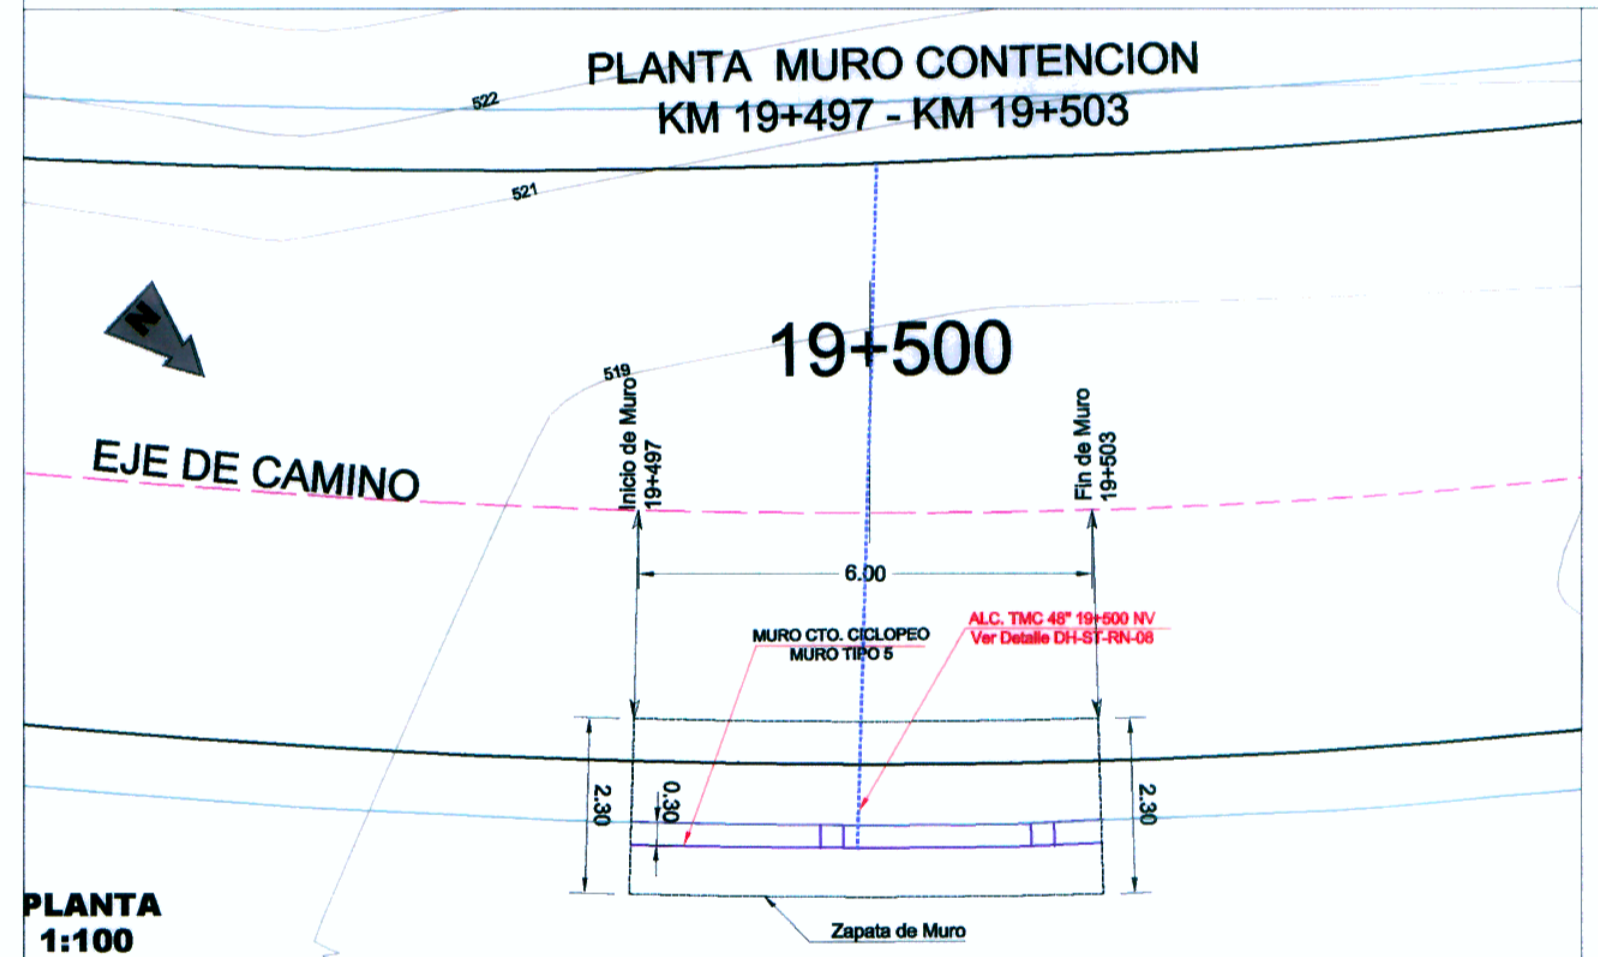 PLANTA MURO CONTENCION
KM 19+497 - KM 19+503
522
521
N
19+500
519
Inicio de Muro
19+497
Fin de Muro
19+503
EJE DE CAMINO
6.00
MURO CTO. CICLOPEO
MURO TIPO 5
ALC. TMC 48" 19+500 NV
Ver Detalle DH-ST-RN-08
2.30
0.30
2.30
PLANTA
1:100
Zapata de Muro